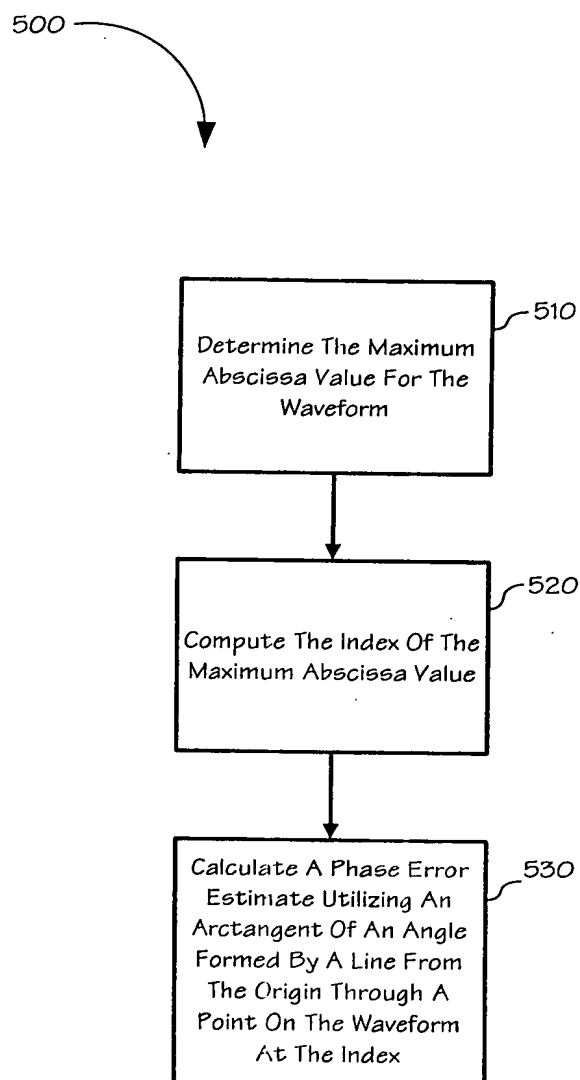 500
510
Determine The Maximum
Abscissa Value For The
Waveform
520
Compute The Index Of The
Maximum Abscissa Value
530
Calculate A Phase Error
Estimate Utilizing An
Arctangent Of An Angle
Formed By A Line From
The Origin Through A
Point On The Waveform
At The Index